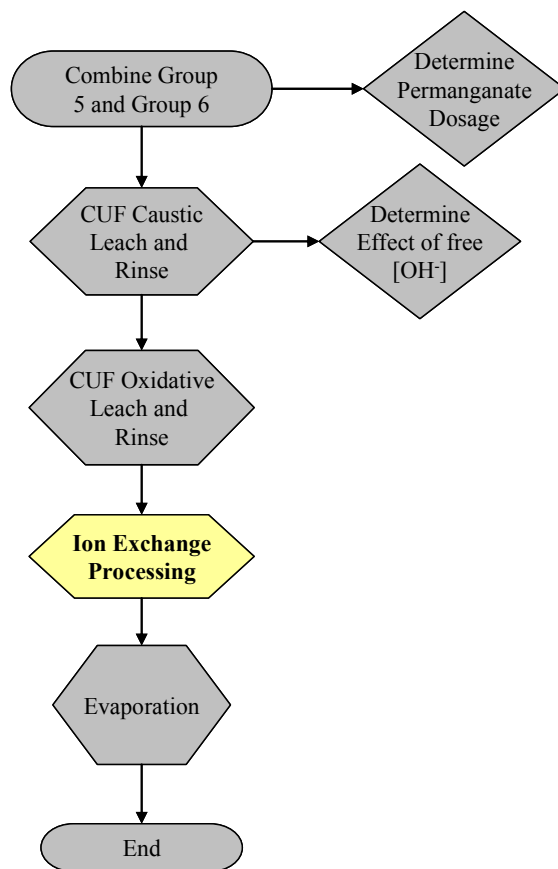 Combine Group
5 and Group 6
Determine
Permanganate
Dosage
CUF Caustic
Leach and
Rinse
Determine
Effect of free
[OH-]
CUF Oxidative
Leach and
Rinse
Ion Exchange
Processing
Evaporation
End